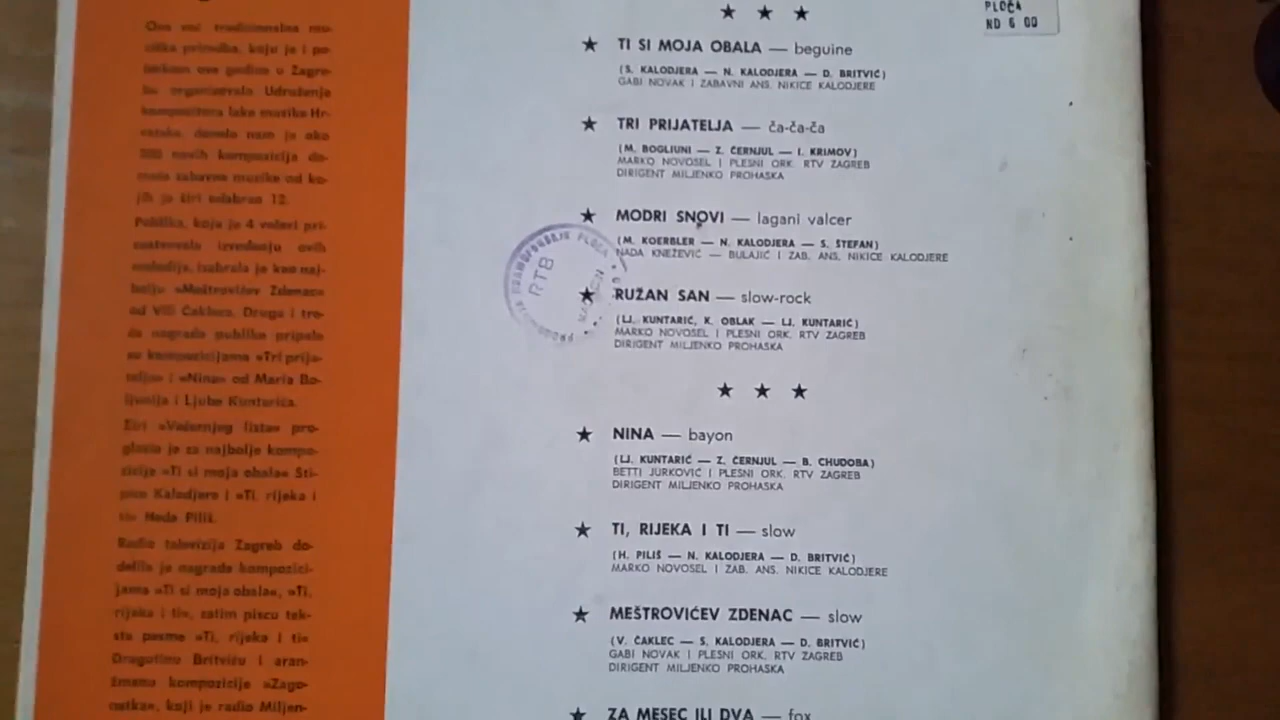 Ova već tradicionalna mu-
zička priredba, koju je i po-
četkom ove godine u Zagre-
bu organiziralo Udruženje
kompozitora lake muzike Hr-
vatske, donela nam je oko
300 novih kompozicija do-
maće zabavne muzike od ko-
jih je žiri odabrao 12.
Publika, koja je 4 večeri pri-
sustvovala izvođenju ovih
melodija, izabrala je kao naj-
bolju »Meštrovićev Zdenac«
od Vili Čakleca. Druga i tre-
ća nagrada publike pripala
su kompozicijama »Tri prija-
telja« i »Nina« od Maria Bo-
ljunija i Ljube Kuntarića.
Žiri »Večernjeg lista« pro-
glasio je za najbolje kompo-
zicije »Ti si moja obala« Sti-
pice Kalodjera i »Ti, rijeka i
ti« Heda Piliš.
Radio televizija Zagreb do-
delila je nagrade kompozici-
jama »Ti si moja obala«, »Ti,
rijeka i ti«, zatim piscu tek-
sta pesme »Ti, rijeka i ti«
Dragutinu Britviću i aran-
žmanu kompozicije »Zago-
netka«, koji je radio Miljen-
PLOČA
ND 6 00
★ ★ ★
★ TI SI MOJA OBALA — beguine
(S. KALODJERA — N. KALODJERA — D. BRITVIĆ)
GABI NOVAK I ZABAVNI ANS. NIKICE KALODJERE
★ TRI PRIJATELJA — ča-ča-ča
(M. BOGLIUNI — Z. ČERNJUL — I. KRIMOV)
MARKO NOVOSEL I PLESNI ORK. RTV ZAGREB
DIRIGENT MILJENKO PROHASKA
★ MODRI SNOVI — lagani valcer
(M. KOERBLER — N. KALODJERA — S. ŠTEFAN)
NADA KNEŽEVIĆ — BULAJIĆ I ZAB. ANS. NIKICE KALODJERE
RTB
★ RUŽAN SAN — slow-rock
(LJ. KUNTARIĆ, K. OBLAK — LJ. KUNTARIĆ)
MARKO NOVOSEL I PLESNI ORK. RTV ZAGREB
DIRIGENT MILJENKO PROHASKA
★ ★ ★
★ NINA — bayon
(LJ. KUNTARIĆ — Z. ČERNJUL — B. CHUDOBA)
BETTI JURKOVIĆ I PLESNI ORK. RTV ZAGREB
DIRIGENT MILJENKO PROHASKA
★ TI, RIJEKA I TI — slow
(H. PILIŠ — N. KALODJERA — D. BRITVIĆ)
MARKO NOVOSEL I ZAB. ANS. NIKICE KALODJERE
★ MEŠTROVIĆEV ZDENAC — slow
(V. ČAKLEC — S. KALODJERA — D. BRITVIĆ)
GABI NOVAK I PLESNI ORK. RTV ZAGREB
DIRIGENT MILJENKO PROHASKA
★ ZA MESEC ILI DVA — fox